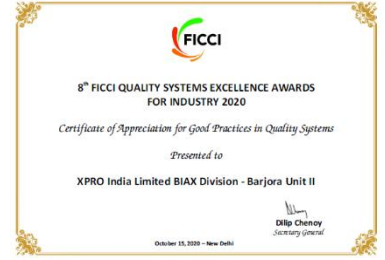 FICCI
8th FICCI QUALITY SYSTEMS EXCELLENCE AWARDS
FOR INDUSTRY 2020
Certificate of Appreciation for Good Practices in Quality Systems
Presented to
XPRO India Limited BIAX Division - Barjora Unit II
Dilip Chenoy
Secretary General
October 15, 2020 – New Delhi